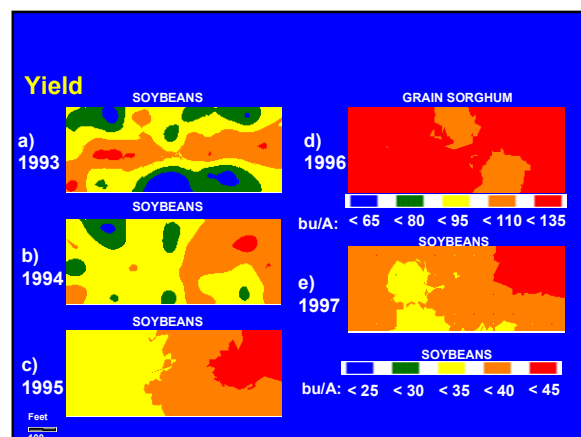 Yield
SOYBEANS
a)
1993
SOYBEANS
b)
1994
SOYBEANS
c)
1995
Feet
100
GRAIN SORGHUM
d)
1996
bu/A: < 65 < 80 < 95 < 110 < 135
SOYBEANS
e)
1997
SOYBEANS
bu/A: < 25 < 30 < 35 < 40 < 45